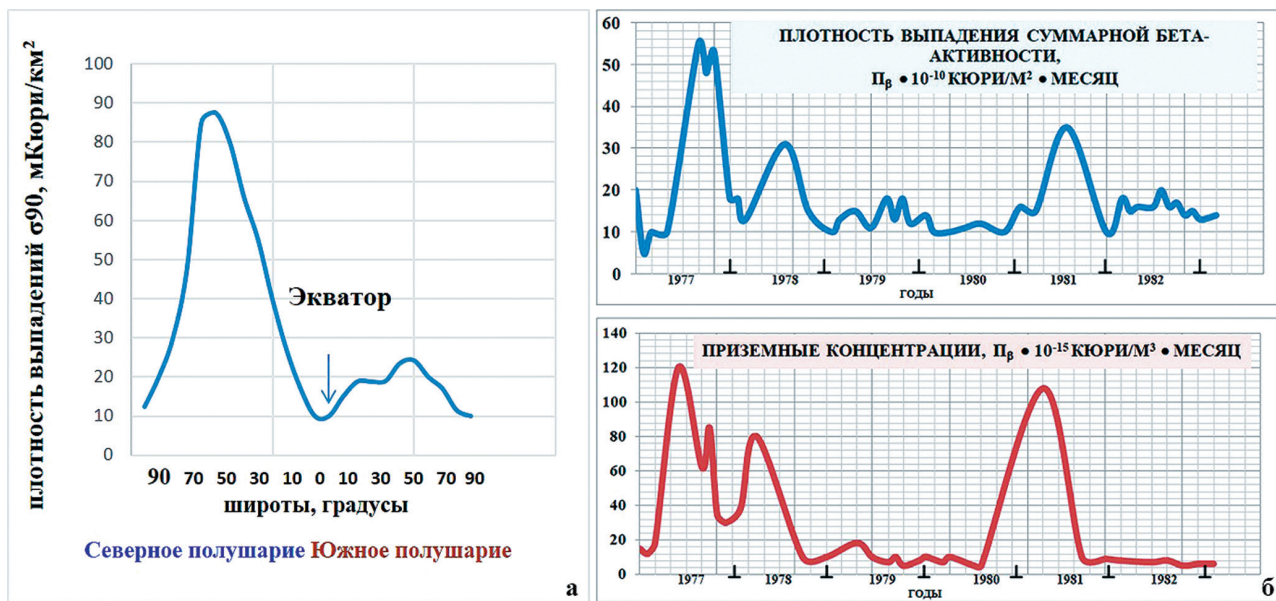 плотность выпадений σ90, мКюри/км²
100
90
80
70
60
50
40
30
20
10
0
Экватор
90 70 50 30 10 0 10 30 50 70 90
широты, градусы
Северное полушарие Южное полушарие
а
ПЛОТНОСТЬ ВЫПАДЕНИЯ СУММАРНОЙ БЕТА-
АКТИВНОСТИ,
Пβ • 10⁻¹⁰ КЮРИ/М² • МЕСЯЦ
60
50
40
30
20
10
0
1977 1978 1979 1980 1981 1982
ГОДЫ
ПРИЗЕМНЫЕ КОНЦЕНТРАЦИИ, Пβ • 10⁻¹⁵ КЮРИ/М³ • МЕСЯЦ
140
120
100
80
60
40
20
0
1977 1978 1979 1980 1981 1982
ГОДЫ
б